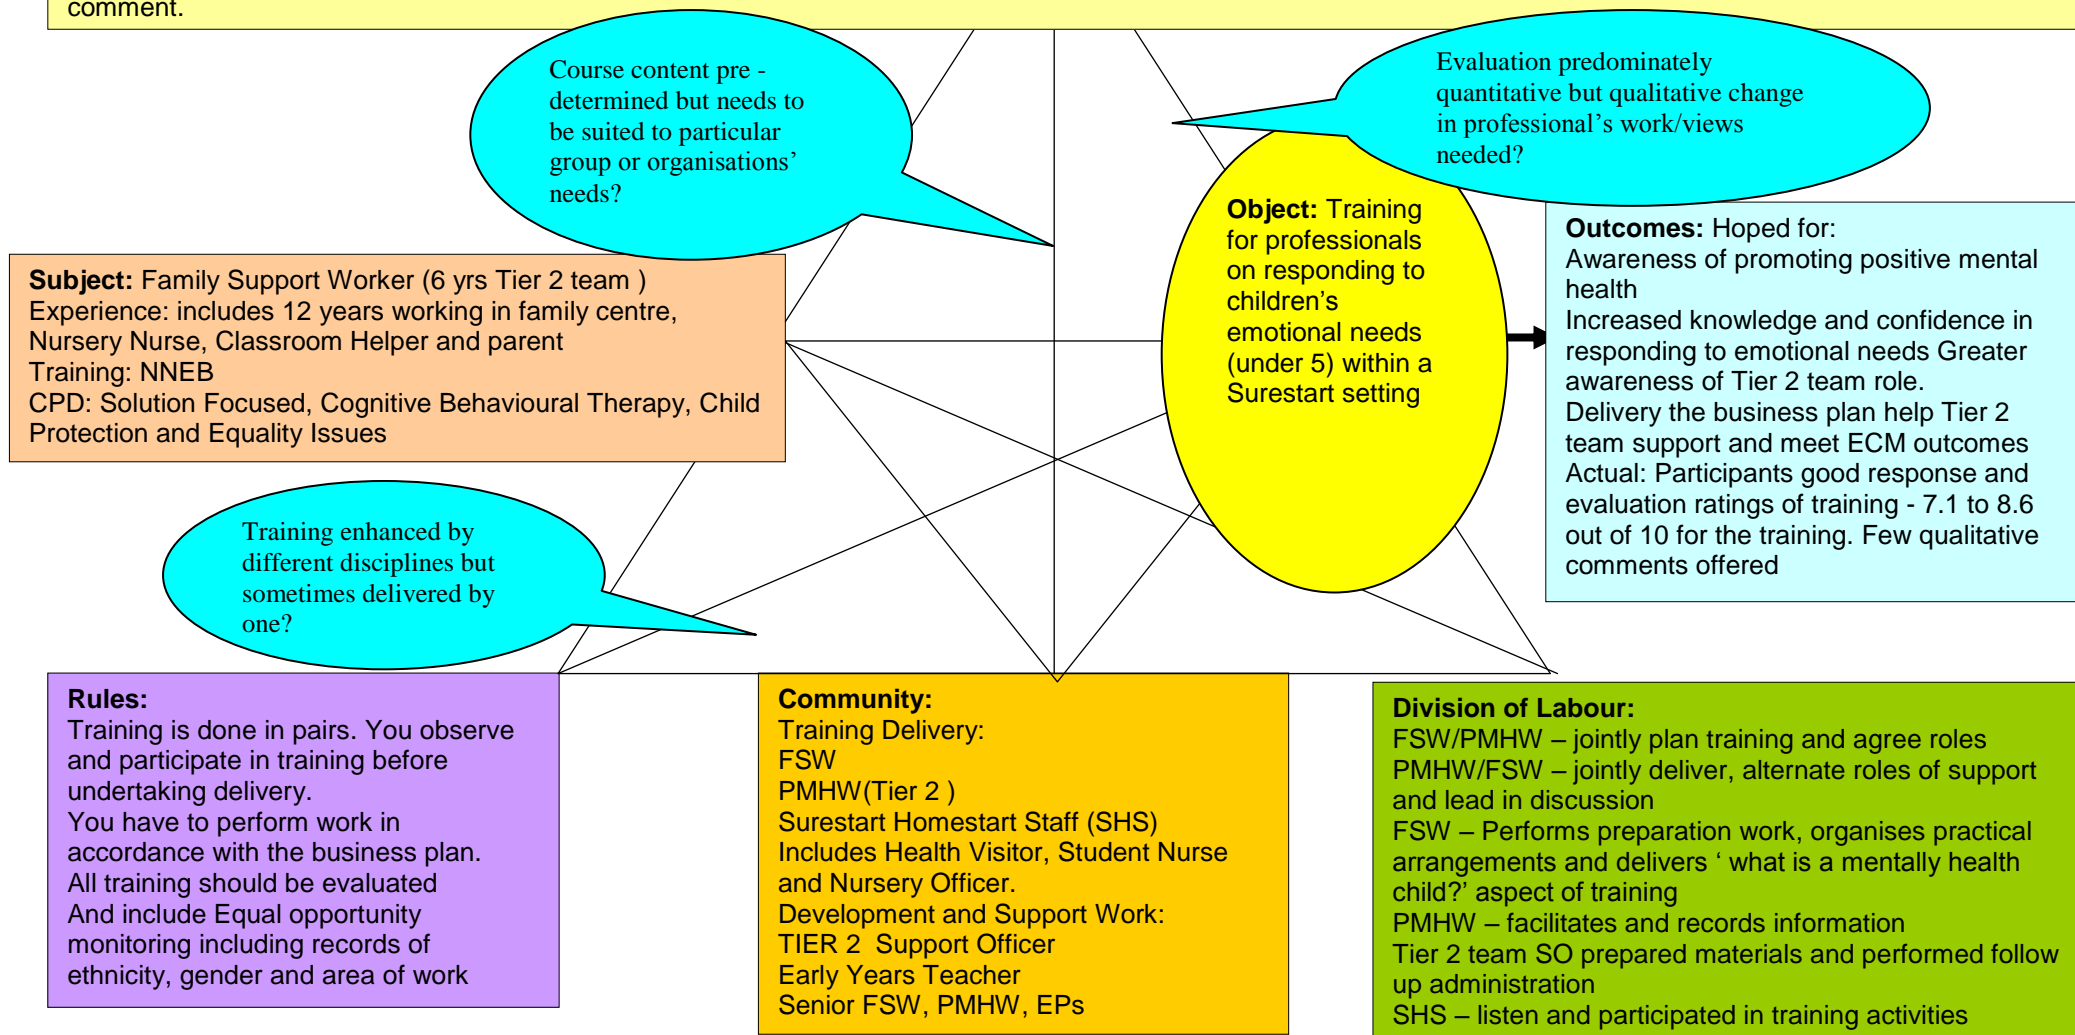 comment.
Course content pre -
determined but needs to
be suited to particular
group or organisations'
needs?
Evaluation predominately
quantitative but qualitative change
in professional's work/views
needed?
Subject: Family Support Worker (6 yrs Tier 2 team )
Experience: includes 12 years working in family centre,
Nursery Nurse, Classroom Helper and parent
Training: NNEB
CPD: Solution Focused, Cognitive Behavioural Therapy, Child
Protection and Equality Issues
Object: Training
for professionals
on responding to
children's
emotional needs
(under 5) within a
Surestart setting
Outcomes: Hoped for:
Awareness of promoting positive mental
health
Increased knowledge and confidence in
responding to emotional needs Greater
awareness of Tier 2 team role.
Delivery the business plan help Tier 2
team support and meet ECM outcomes
Actual: Participants good response and
evaluation ratings of training - 7.1 to 8.6
out of 10 for the training. Few qualitative
comments offered
Training enhanced by
different disciplines but
sometimes delivered by
one?
Rules:
Training is done in pairs. You observe
and participate in training before
undertaking delivery.
You have to perform work in
accordance with the business plan.
All training should be evaluated
And include Equal opportunity
monitoring including records of
ethnicity, gender and area of work
Community:
Training Delivery:
FSW
PMHW(Tier 2 )
Surestart Homestart Staff (SHS)
Includes Health Visitor, Student Nurse
and Nursery Officer.
Development and Support Work:
TIER 2  Support Officer
Early Years Teacher
Senior FSW, PMHW, EPs
Division of Labour:
FSW/PMHW – jointly plan training and agree roles
PMHW/FSW – jointly deliver, alternate roles of support
and lead in discussion
FSW – Performs preparation work, organises practical
arrangements and delivers ‘ what is a mentally health
child?’ aspect of training
PMHW – facilitates and records information
Tier 2 team SO prepared materials and performed follow
up administration
SHS – listen and participated in training activities